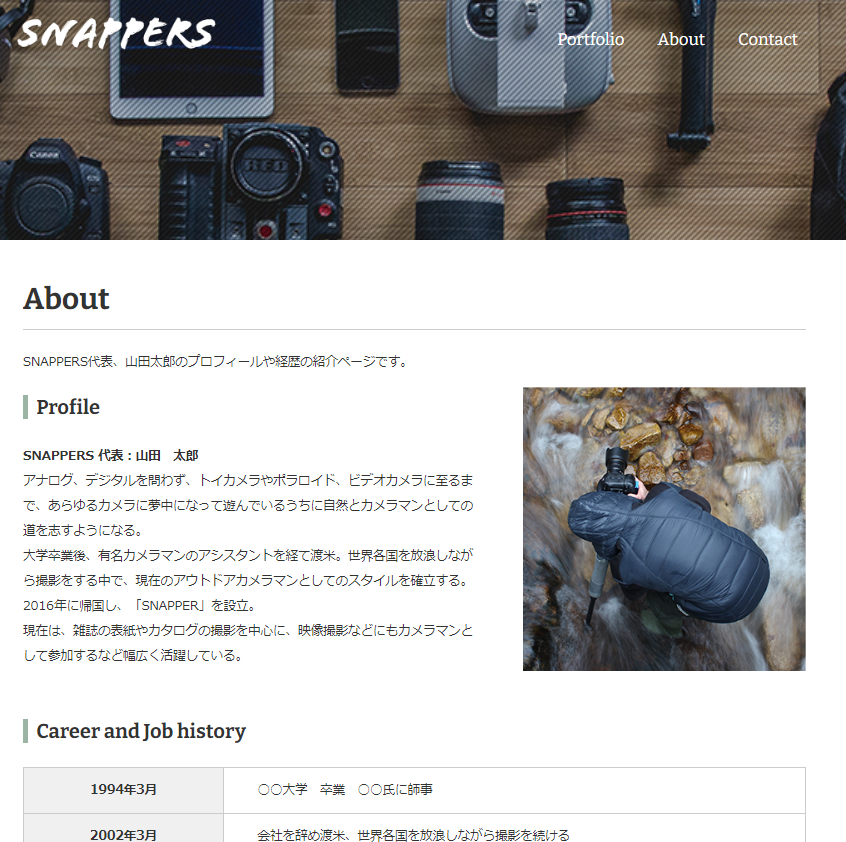 SNAPPERS
Portfolio About Contact
Canon
RED
About
SNAPPERS代表、山田太郎のプロフィールや経歴の紹介ページです。
Profile
SNAPPERS 代表：山田　太郎
アナログ、デジタルを問わず、トイカメラやポラロイド、ビデオカメラに至るま
で、あらゆるカメラに夢中になって遊んでいるうちに自然とカメラマンとしての
道を志すようになる。
大学卒業後、有名カメラマンのアシスタントを経て渡米。世界各国を放浪しなが
ら撮影をする中で、現在のアウトドアカメラマンとしてのスタイルを確立する。
2016年に帰国し、「SNAPPER」を設立。
現在は、雑誌の表紙やカタログの撮影を中心に、映像撮影などにもカメラマンと
して参加するなど幅広く活躍している。
Career and Job history
1994年3月 〇〇大学　卒業　〇〇氏に師事
2002年3月 会社を辞め渡米、世界各国を放浪しながら撮影を続ける